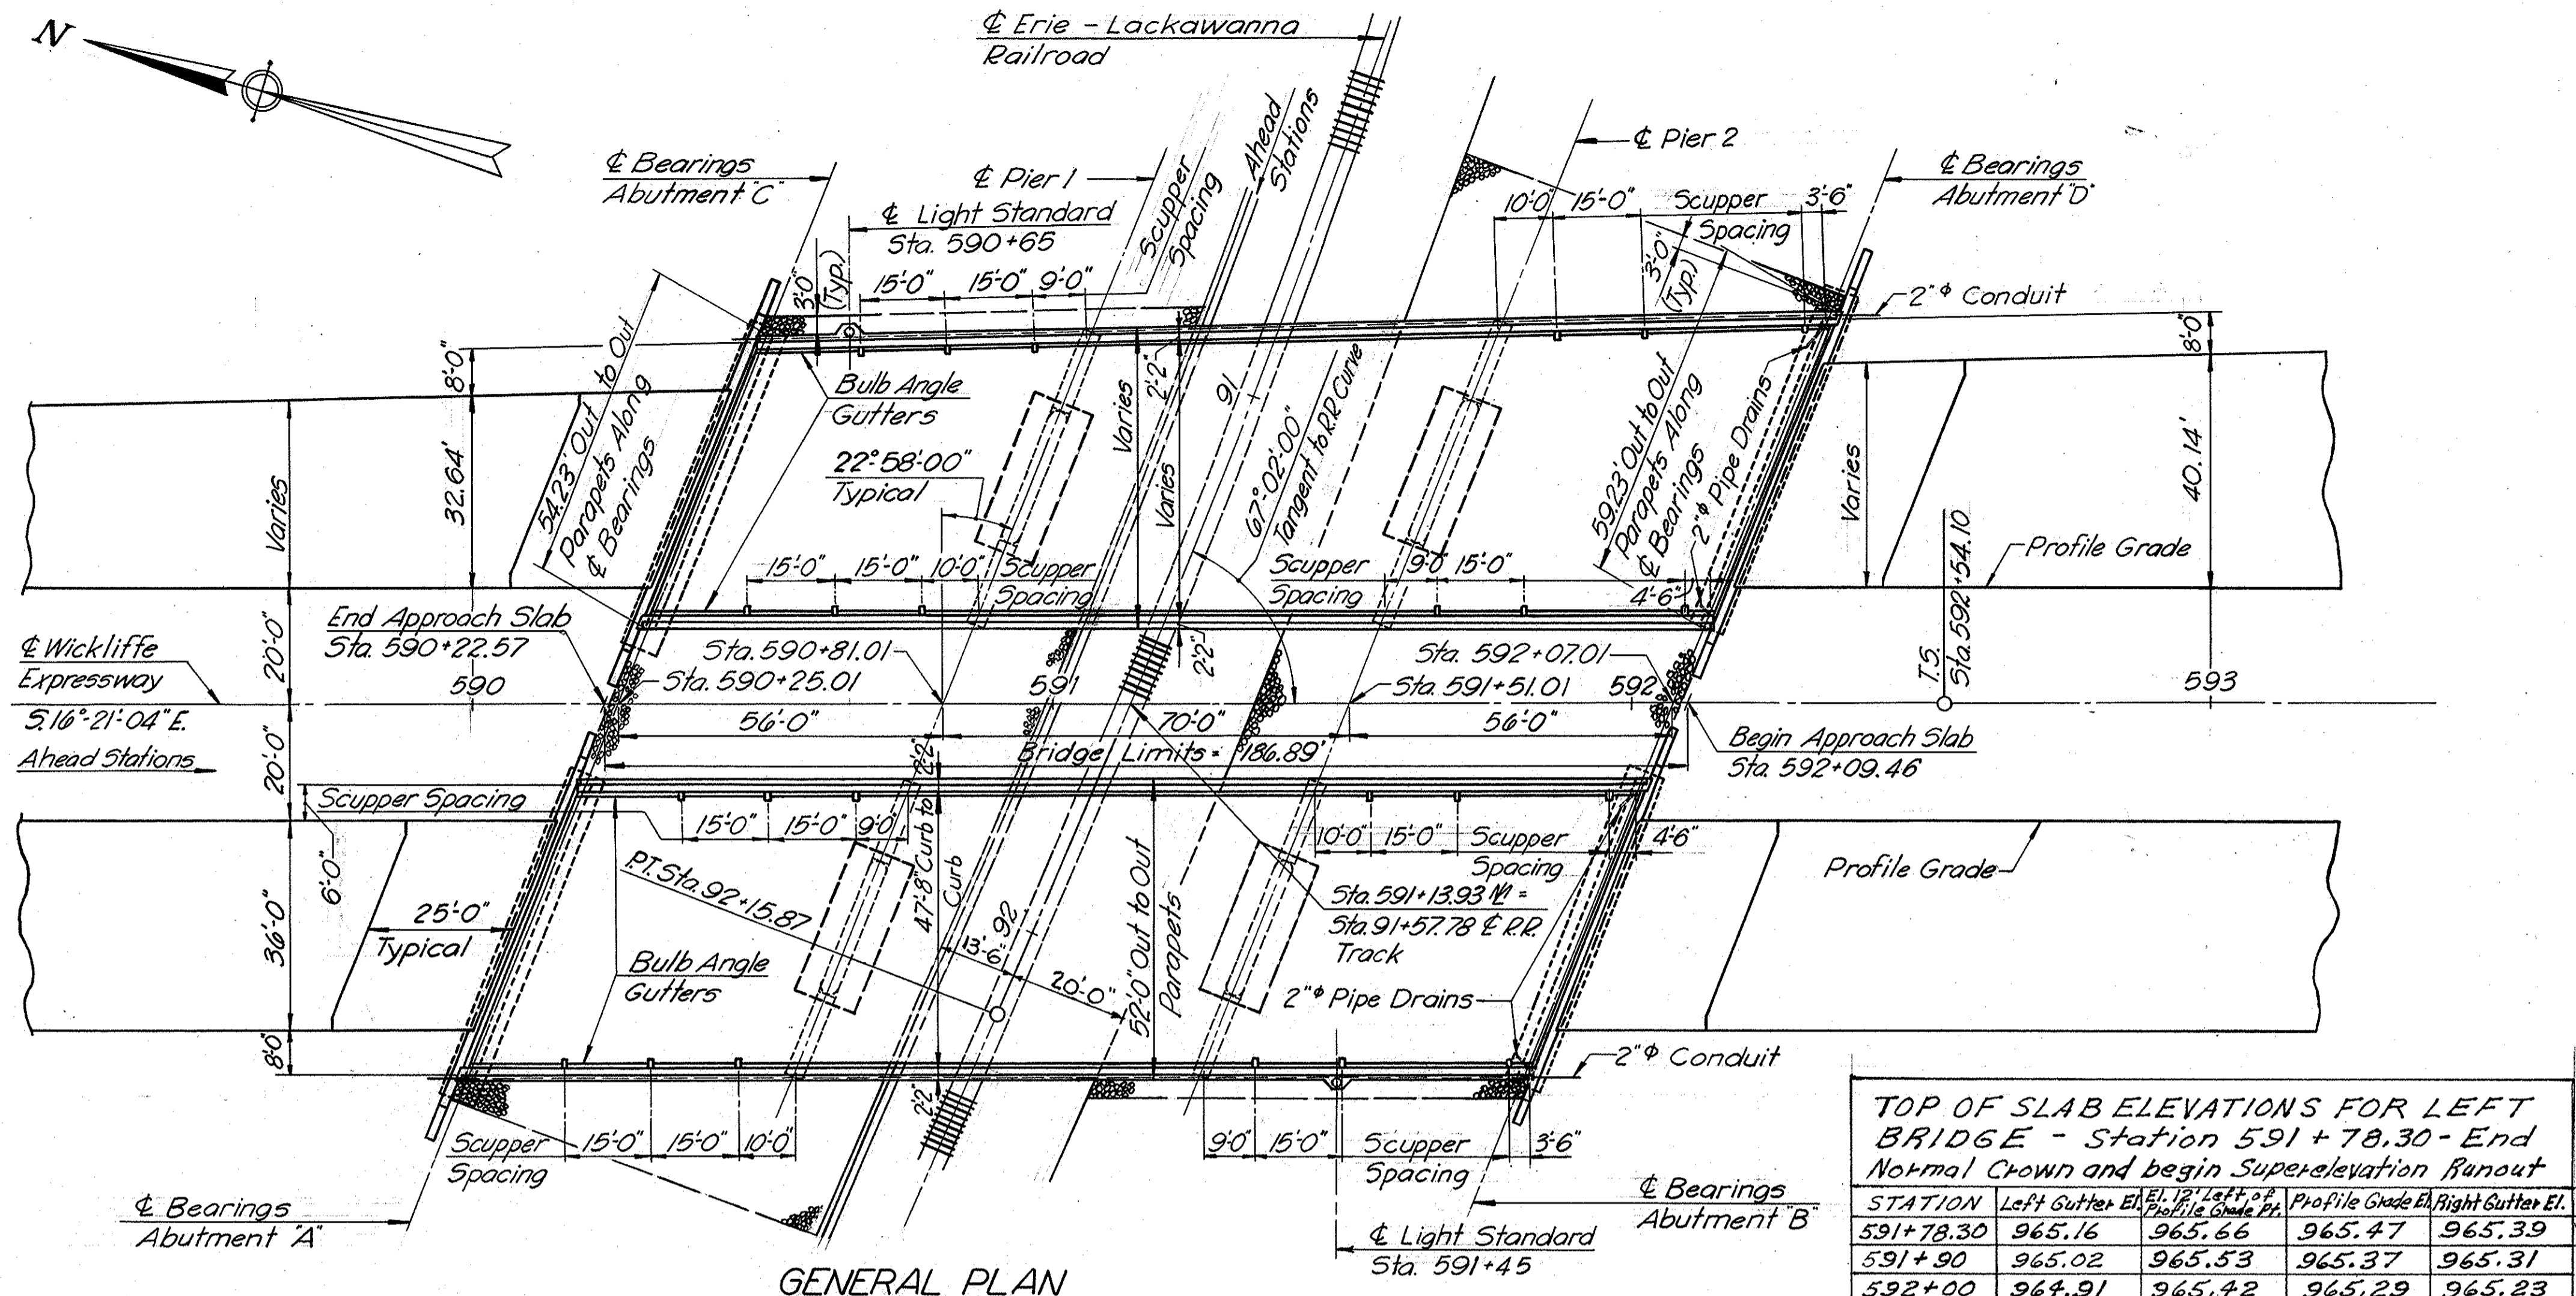 N
℄ Erie - Lackawanna
Railroad
℄ Bearings
Abutment "C"
℄ Pier 1
℄ Light Standard
Sta. 590+65
Scupper
Spacing
Ahead
Stations
℄ Pier 2
10'-0" 15'-0" Scupper 3'-6"
Spacing
3'-0"
(Typ.)
℄ Bearings
Abutment "D"
2"φ Conduit
3'-0"
(Typ.)
15'-0" 15'-0" 9'-0"
54.23' Out to Out
Parapets Along
℄ Bearings
8'-0"
32.64'
Varies
Bulb Angle
Gutters
22°-58'-00"
Typical
Varies
2'-2"
Varies
91
67°-02'-00"
Tangent to R.R. Curve
59.23' Out to Out
Parapets Along
℄ Bearings
2"φ Pipe Drains
Varies
8'-0"
40.14'
Profile Grade
T.S.
Sta. 592+54.10
15'-0" 15'-0" 10'-0" Scupper
Spacing
Scupper 9'-0" 15'-0"
Spacing
4'-6"
End Approach Slab
Sta. 590+22.57
℄ Wickliffe
Expressway
S.16°-21'-04" E.
Ahead Stations
20'-0"
20'-0"
590
Sta. 590+81.01
Sta. 590+25.01
591
2'-2"
Sta. 592+07.01
Sta. 591+51.01
592
593
56'-0" 70'-0" 56'-0"
Bridge Limits = 186.89'
Begin Approach Slab
Sta. 592+09.46
Scupper Spacing
6'-0"
36'-0"
8'-0"
25'-0"
Typical
15'-0" 15'-0" 9'-0"
2'-2"
47'-8" Curb to
Curb
P.T. Sta. 92+15.87
92
13'-6"
20'-0"
52'-0" Out to Out
Parapets
10'-0" 15'-0" Scupper 4'-6"
Spacing
Sta. 591+13.93 =
Sta. 91+57.78 ℄ R.R.
Track
Profile Grade
Bulb Angle
Gutters
2"φ Pipe Drains
2"φ Conduit
2'-2"
Scupper 15'-0" 15'-0" 10'-0"
Spacing
9'-0" 15'-0" Scupper 3'-6"
Spacing
℄ Bearings
Abutment "A"
℄ Bearings
Abutment "B"
℄ Light Standard
Sta. 591+45
GENERAL PLAN
TOP OF SLAB ELEVATIONS FOR LEFT
BRIDGE - Station 591+78.30 - End
Normal Crown and begin Superelevation Runout
STATION Left Gutter El. El. 12' Left of Profile Grade Pt. Profile Grade El. Right Gutter El.
591+78.30 965.16 965.66 965.47 965.39
591+90 965.02 965.53 965.37 965.31
592+00 964.91 965.42 965.29 965.23